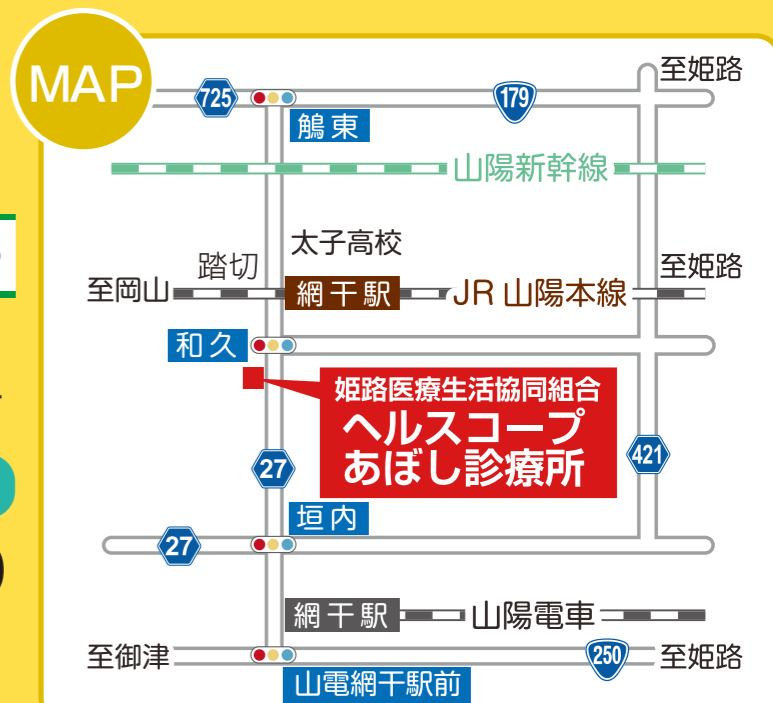 MAP
至姫路
725
179
鵤東
山陽新幹線
太子高校
踏切
至姫路
至岡山
網干駅
JR 山陽本線
和久
姫路医療生活協同組合
ヘルスコープ
あぼし診療所
27
421
垣内
27
網干駅
山陽電車
至御津
250
至姫路
山電網干駅前